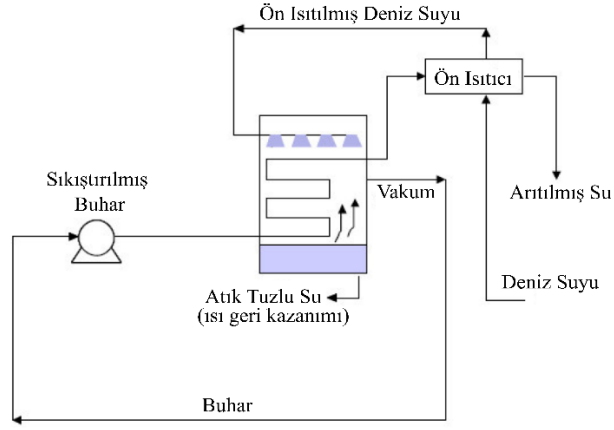 Ön Isıtılmış Deniz Suyu
Ön Isıtıcı
Sıkıştırılmış
Buhar
Vakum
Arıtılmış Su
Atık Tuzlu Su
(ısı geri kazanımı)
Deniz Suyu
Buhar